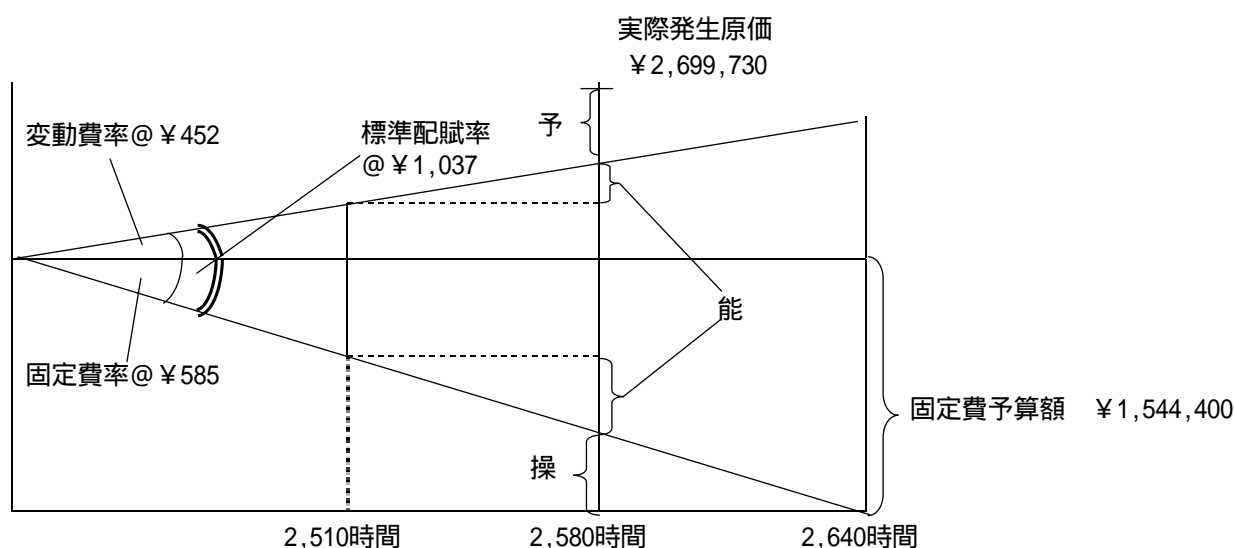 実際発生原価
￥2,699,730
予
変動費率@￥452
標準配賦率
@￥1,037
能
固定費率@￥585
固定費予算額　￥1,544,400
操
2,510時間
2,580時間
2,640時間